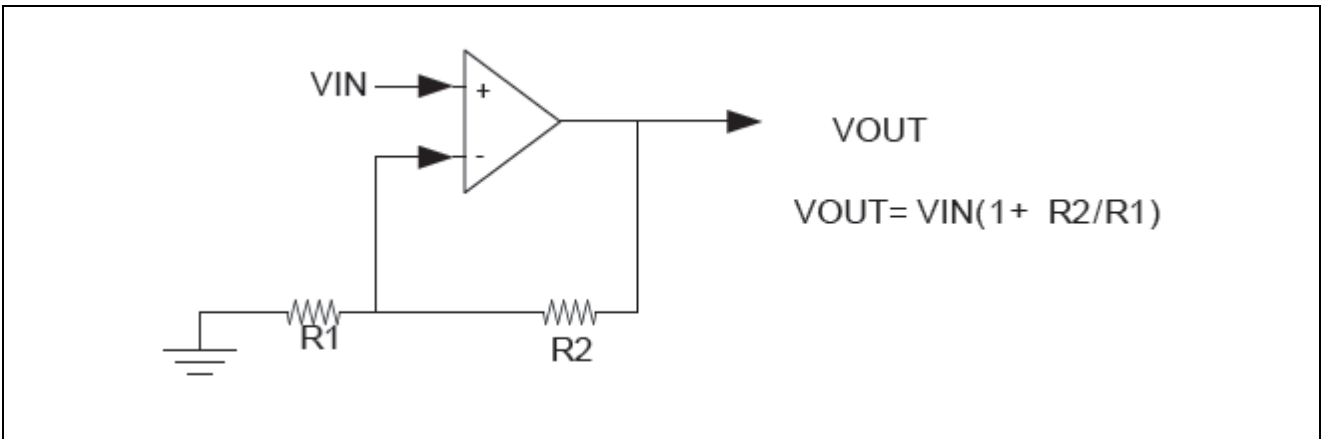 VIN
+
-
VOUT
VOUT= VIN(1+ R2/R1)
R1
R2